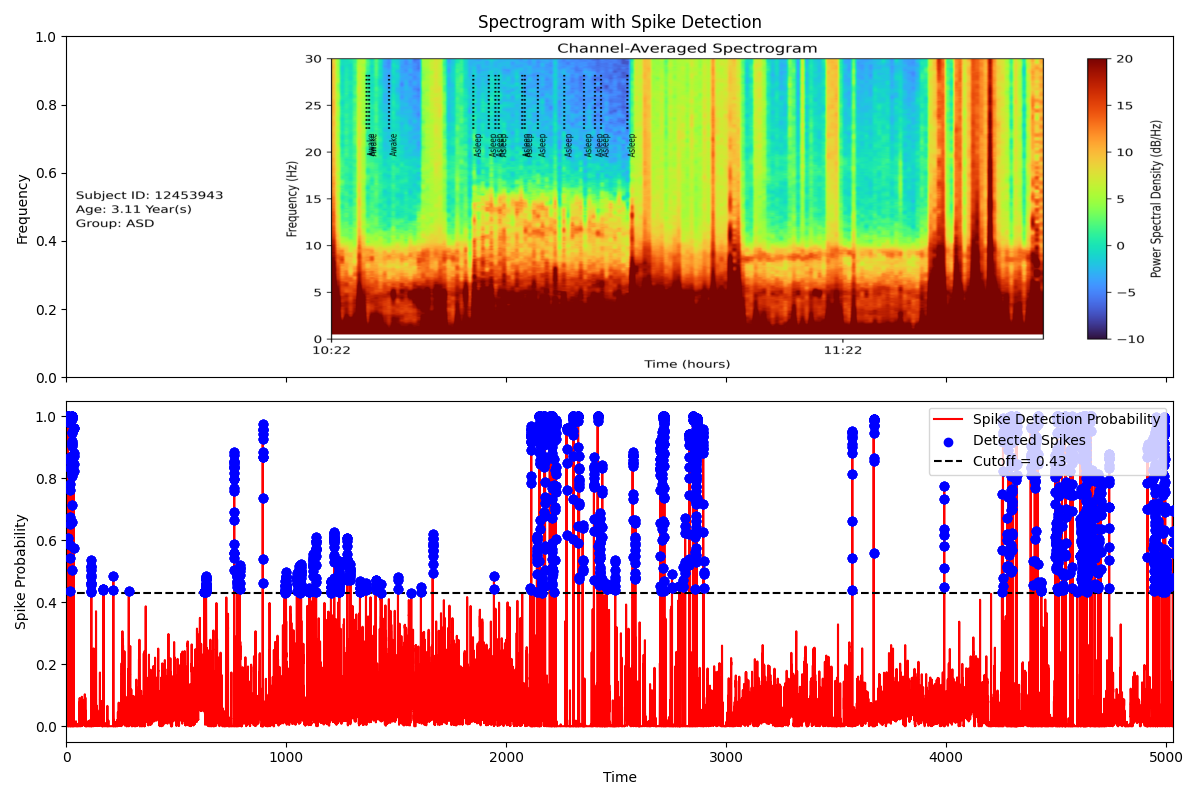 Spectrogram with Spike Detection
Channel-Averaged Spectrogram
1.0
0.8
0.6
0.4
0.2
0.0
Frequency
Subject ID: 12453943
Age: 3.11 Year(s)
Group: ASD
30
25
20
15
10
5
0
Frequency (Hz)
Awake
Awake
Asleep
Asleep
Asleep
Asleep
Asleep
Asleep
Asleep
Asleep
Asleep
10:22
11:22
Time (hours)
20
15
10
5
0
−5
−10
Power Spectral Density (dB/Hz)
1.0
0.8
0.6
0.4
0.2
0.0
Spike Probability
Spike Detection Probability
Detected Spikes
Cutoff = 0.43
0
1000
2000
3000
4000
5000
Time